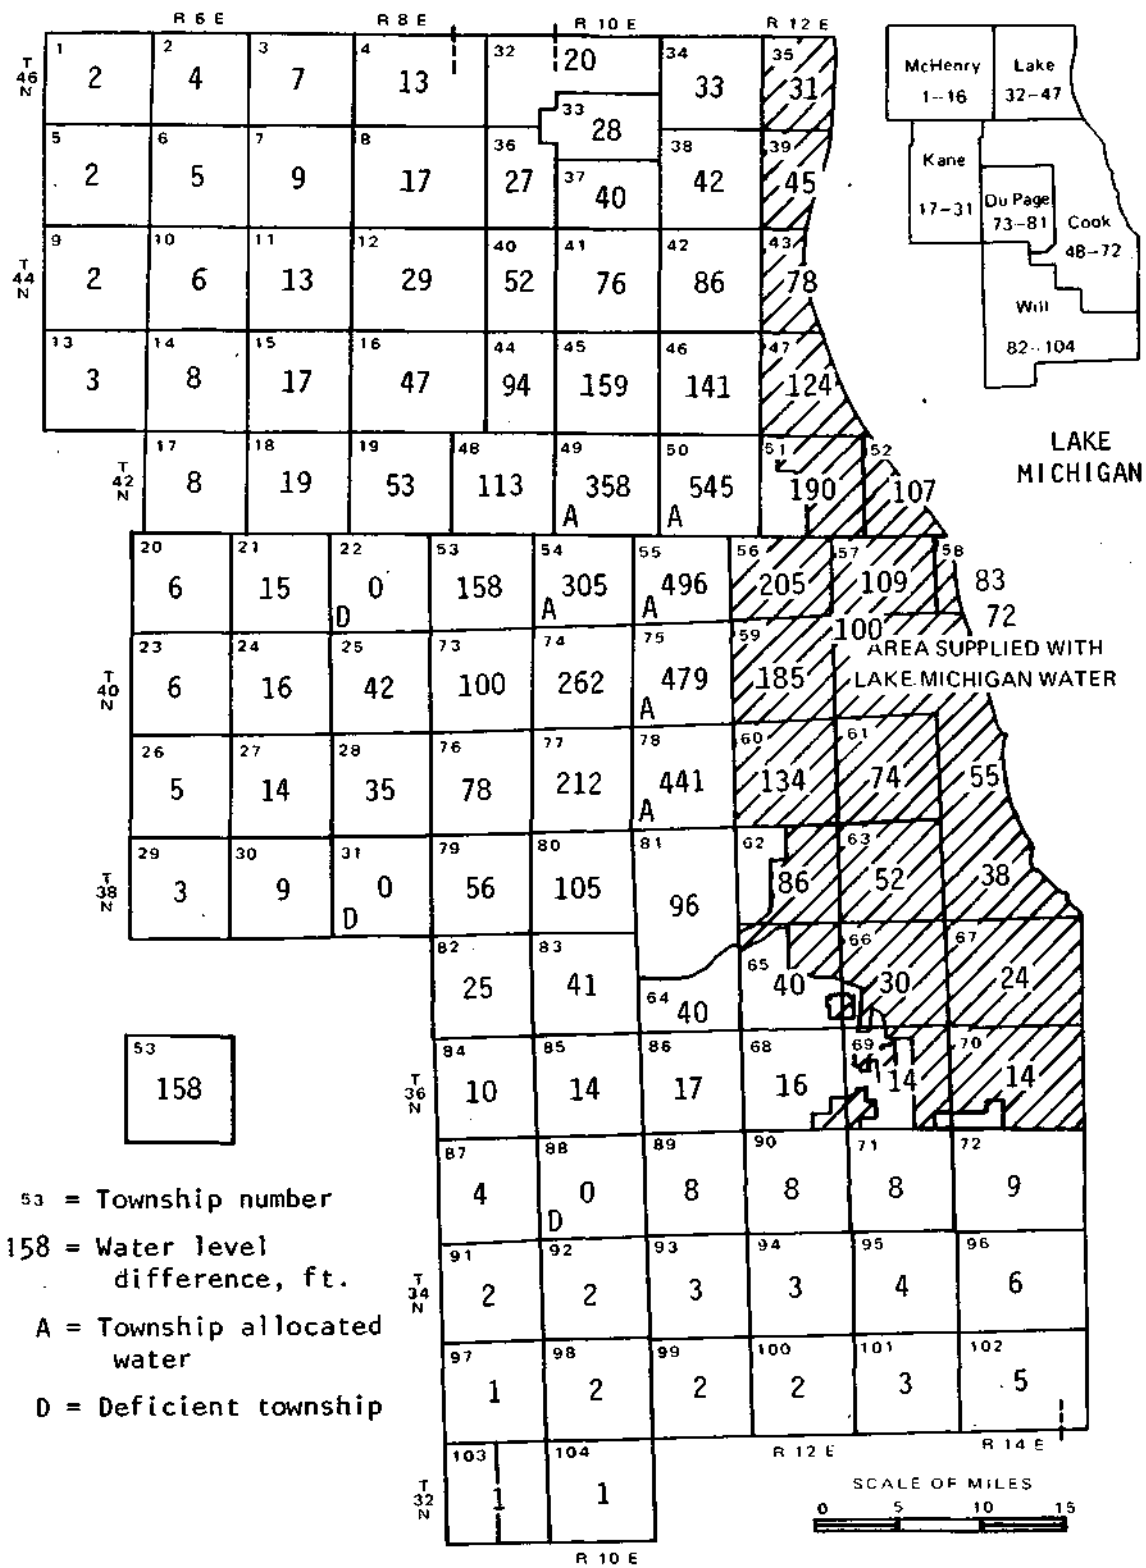 R 6 E R 8 E R 10 E R 12 E
1 2 3 4 32 20 34 35
T 46 N 2 4 7 13 33 31
33 28
5 6 7 8 36 38 39
2 5 9 17 27 37 40 42 45
9 10 11 12 40 41 42 43
T 44 N 2 6 13 29 52 76 86 78
13 14 15 16 44 45 46 47
3 8 17 47 94 159 141 124
17 18 19 48 49 50 51 52
T 42 N 8 19 53 113 358 545 190 107
A A
20 21 22 53 54 55 56 57 58
6 15 0 158 305 496 205 109 83
D A A 72
23 24 25 73 74 75 59 100
AREA SUPPLIED WITH
LAKE MICHIGAN WATER
T 40 N 6 16 42 100 262 479 185
A
26 27 28 76 77 78 60 61
5 14 35 78 212 441 134 74 55
A
29 30 31 79 80 81 62 63
T 38 N 3 9 0 56 105 96 86 52 38
D
82 83 65 66 67
25 41 64 40 40 30 24
84 85 86 68 69 70
T 36 N 10 14 17 16 14 14
87 88 89 90 71 72
4 0 8 8 8 9
D
91 92 93 94 95 96
T 34 N 2 2 3 3 4 6
97 98 99 100 101 102
1 2 2 2 3 5
R 12 E R 14 E
103 104
T 32 N 1 1
R 10 E
McHenry Lake
1--16 32-47
Kane
17-31
Du Page
73-81
Cook
48-72
Will
82--104
LAKE
MICHIGAN
53
158
53 = Township number
158 = Water level
difference, ft.
A = Township allocated
water
D = Deficient township
SCALE OF MILES
0 5 10 15